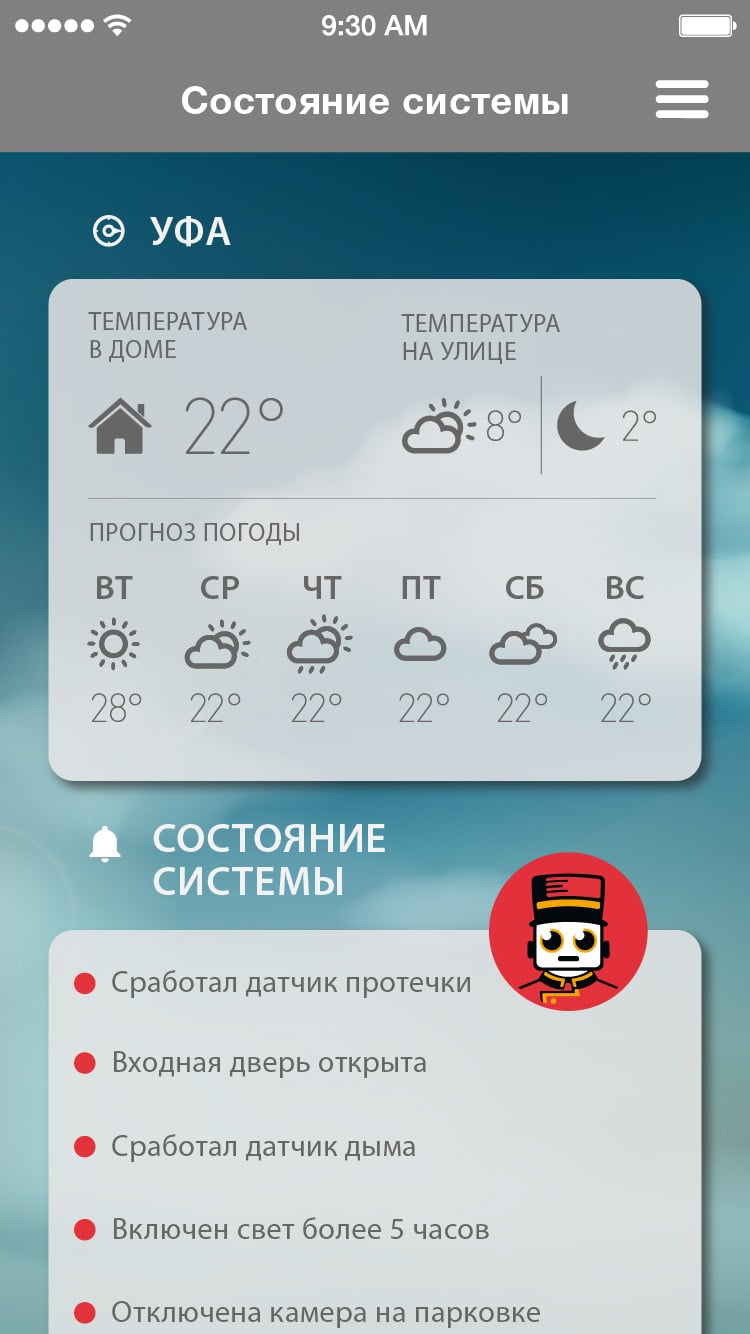 9:30 AM
Состояние системы
УФА
ТЕМПЕРАТУРА
В ДОМЕ
22°
ТЕМПЕРАТУРА
НА УЛИЦЕ
8° 2°
ПРОГНОЗ ПОГОДЫ
ВТ СР ЧТ ПТ СБ ВС
28° 22° 22° 22° 22° 22°
СОСТОЯНИЕ
СИСТЕМЫ
Сработал датчик протечки
Входная дверь открыта
Сработал датчик дыма
Включен свет более 5 часов
Отключена камера на парковке